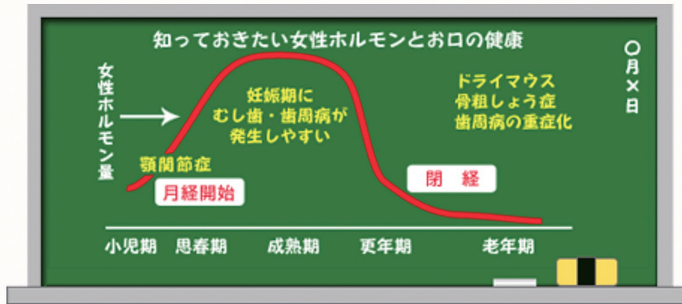 知っておきたい女性ホルモンとお口の健康
〇月×日
女性ホルモン量
妊娠期に
むし歯・歯周病が
発生しやすい
ドライマウス
骨粗しょう症
歯周病の重症化
顎関節症
月経開始
閉経
小児期 思春期 成熟期 更年期 老年期